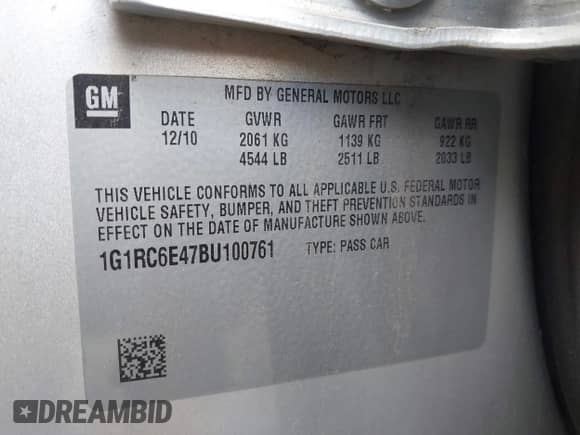 GM
MFD BY GENERAL MOTORS LLC
DATE GVWR GAWR FRT GAWR RR
12/10 2061 KG 1139 KG 922 KG
4544 LB 2511 LB 2033 LB
THIS VEHICLE CONFORMS TO ALL APPLICABLE U.S. FEDERAL MOTOR
VEHICLE SAFETY, BUMPER, AND THEFT PREVENTION STANDARDS IN
EFFECT ON THE DATE OF MANUFACTURE SHOWN ABOVE.
1G1RC6E47BU100761 TYPE: PASS CAR
DREAMBID